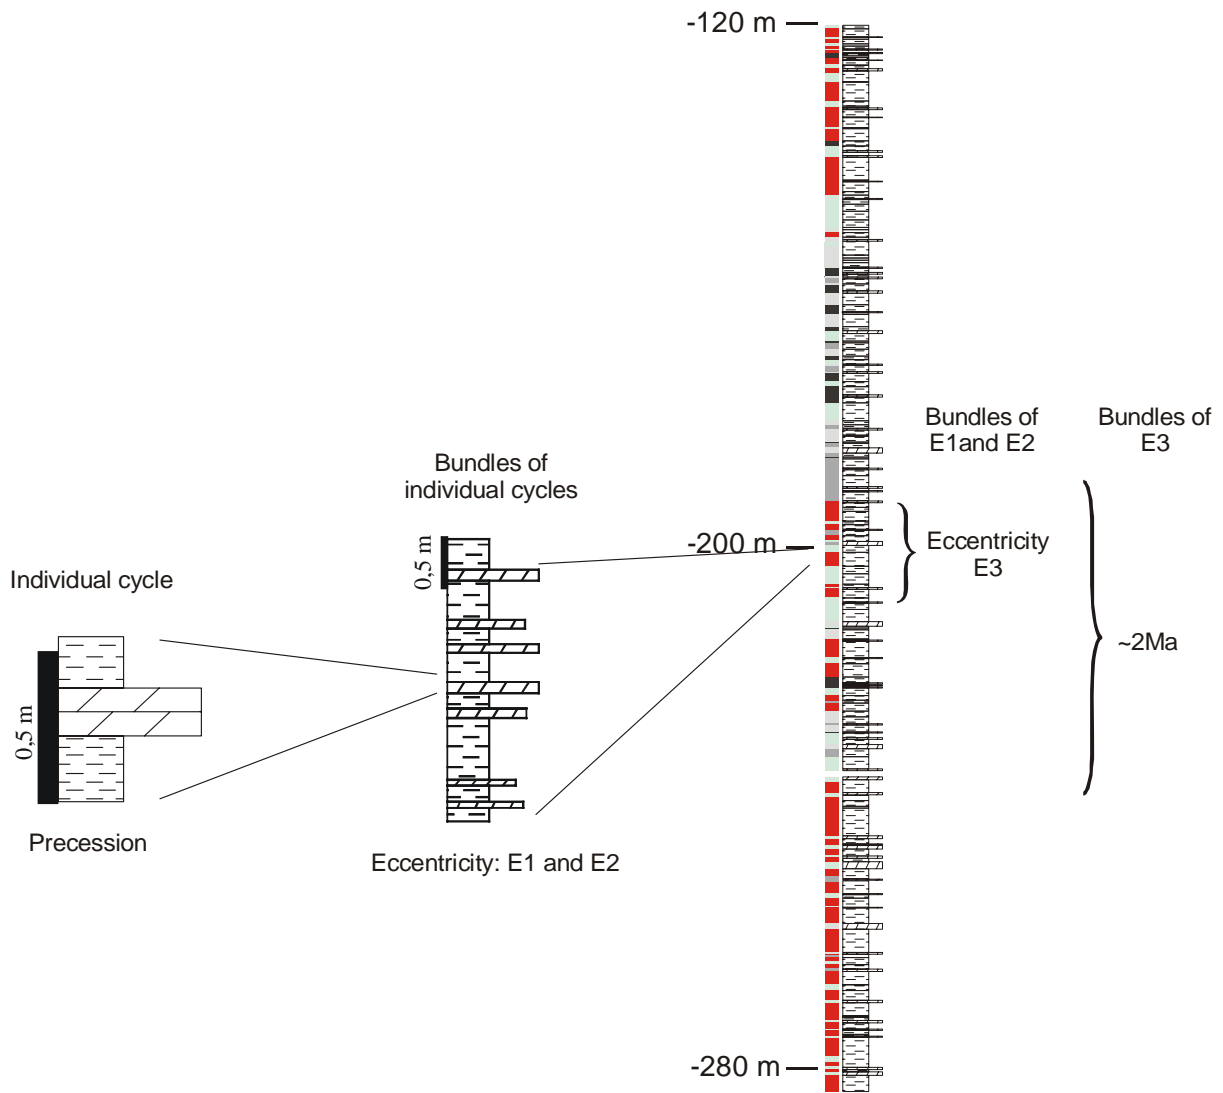 -120 m
Bundles of
E1and E2
Bundles of
E3
Bundles of
individual cycles
-200 m
0,5 m
Eccentricity
E3
Individual cycle
~2Ma
0,5 m
Precession
Eccentricity: E1 and E2
-280 m